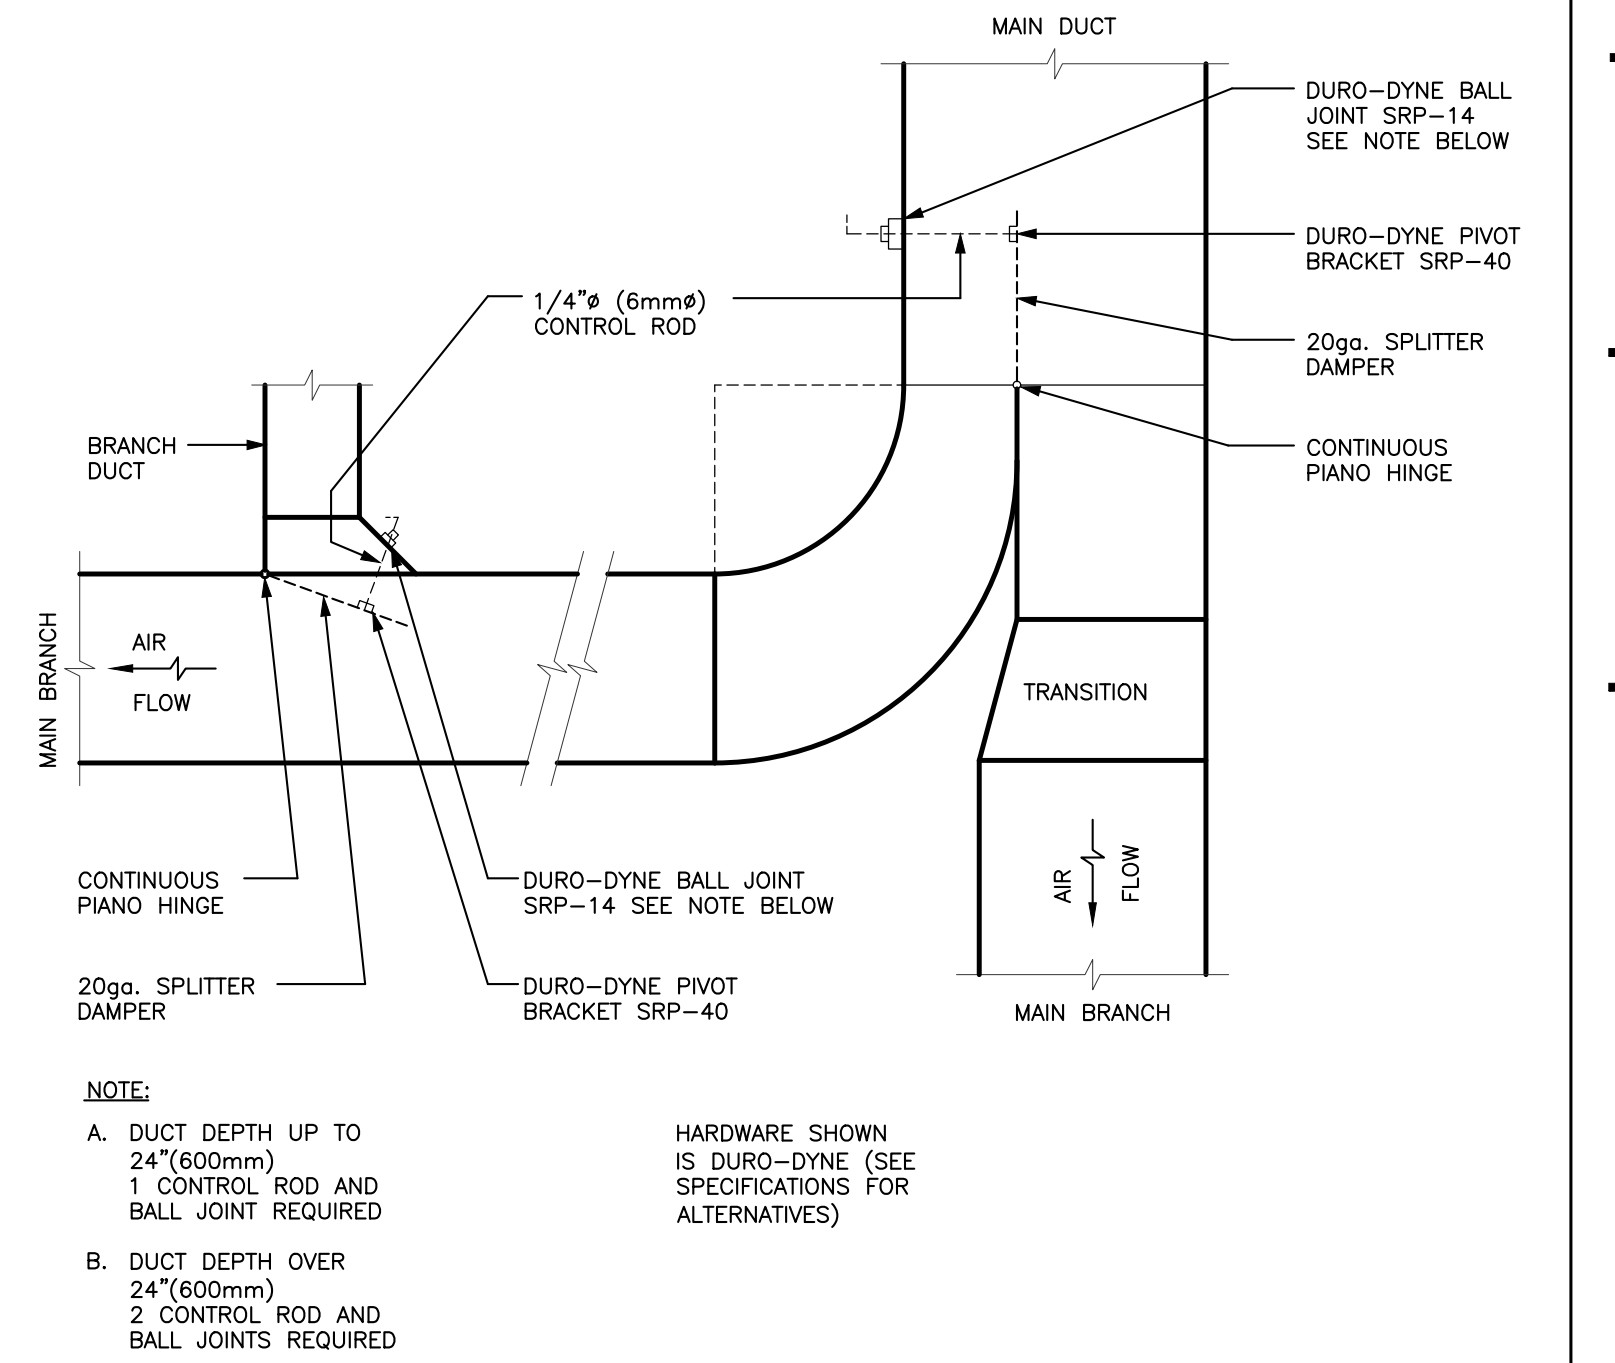 MAIN DUCT
DURO-DYNE BALL
JOINT SRP-14
SEE NOTE BELOW
DURO-DYNE PIVOT
BRACKET SRP-40
1/4"ø (6mmø)
CONTROL ROD
20ga. SPLITTER
DAMPER
BRANCH
DUCT
CONTINUOUS
PIANO HINGE
MAIN BRANCH
AIR
FLOW
TRANSITION
AIR
FLOW
CONTINUOUS
PIANO HINGE
DURO-DYNE BALL JOINT
SRP-14 SEE NOTE BELOW
20ga. SPLITTER
DAMPER
DURO-DYNE PIVOT
BRACKET SRP-40
MAIN BRANCH
NOTE:
A. DUCT DEPTH UP TO
24"(600mm)
1 CONTROL ROD AND
BALL JOINT REQUIRED
HARDWARE SHOWN
IS DURO-DYNE (SEE
SPECIFICATIONS FOR
ALTERNATIVES)
B. DUCT DEPTH OVER
24"(600mm)
2 CONTROL ROD AND
BALL JOINTS REQUIRED